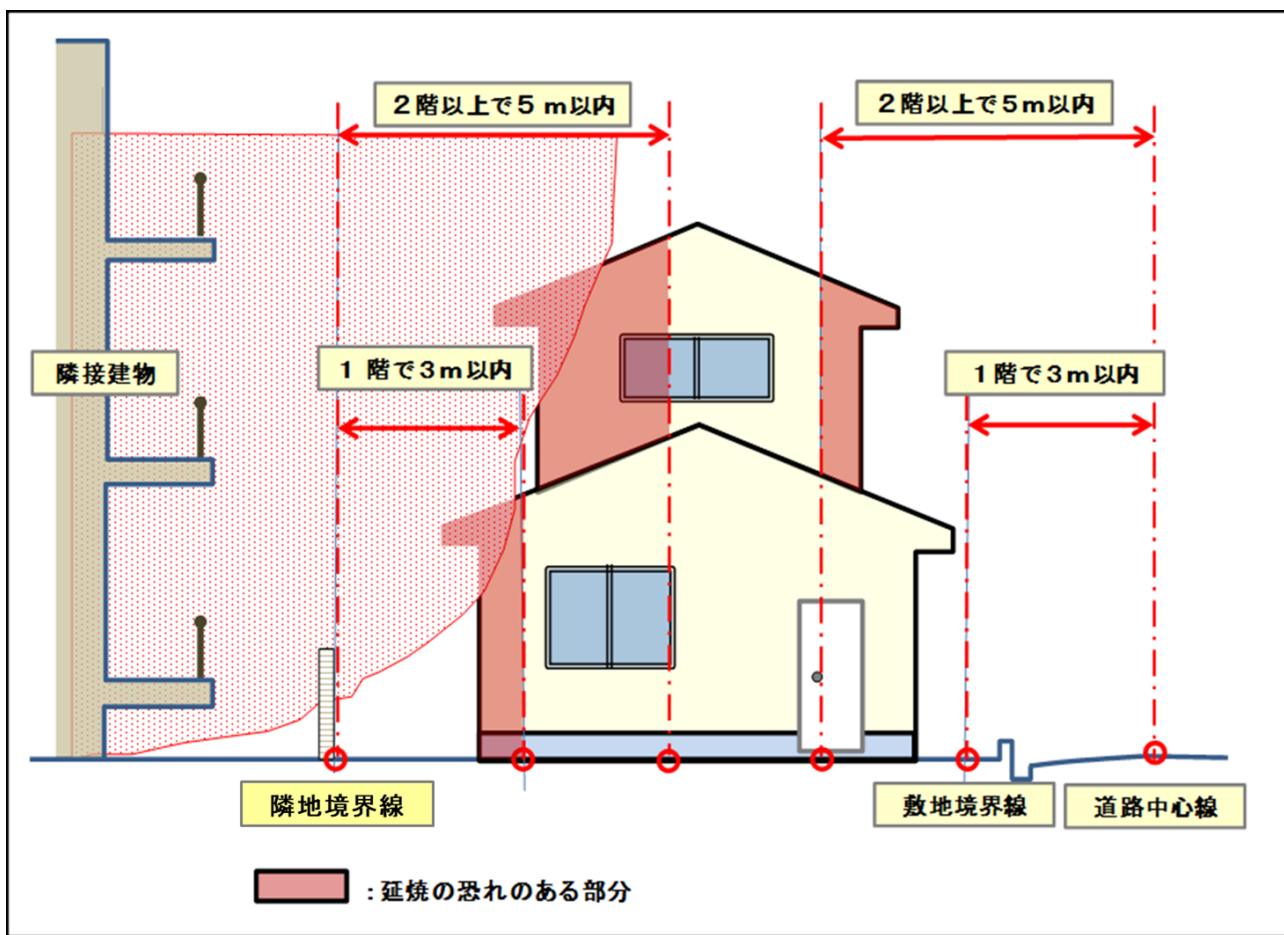 2階以上で5 m以内
2階以上で5m以内
隣接建物
1 階で3m以内
1階で3m以内
隣地境界線
敷地境界線
道路中心線
:延焼の恐れのある部分